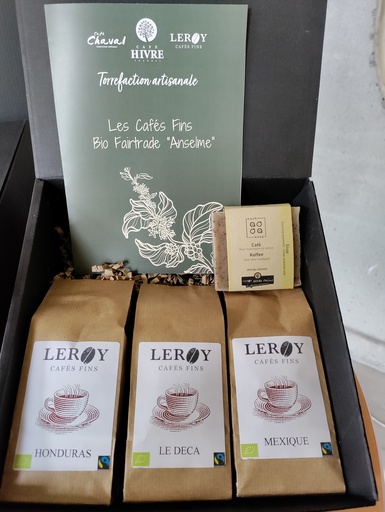 Café
Chaval
CAFÉ
HIVRE
LEROY
CAFÉS FINS
Torréfaction artisanale
Les Cafés Fins
Bio Fairtrade "Anselme"
Café
Koffee
LEROY
CAFÉS FINS
HONDURAS
LEROY
CAFÉS FINS
LE DECA
LEROY
CAFÉS FINS
MEXIQUE